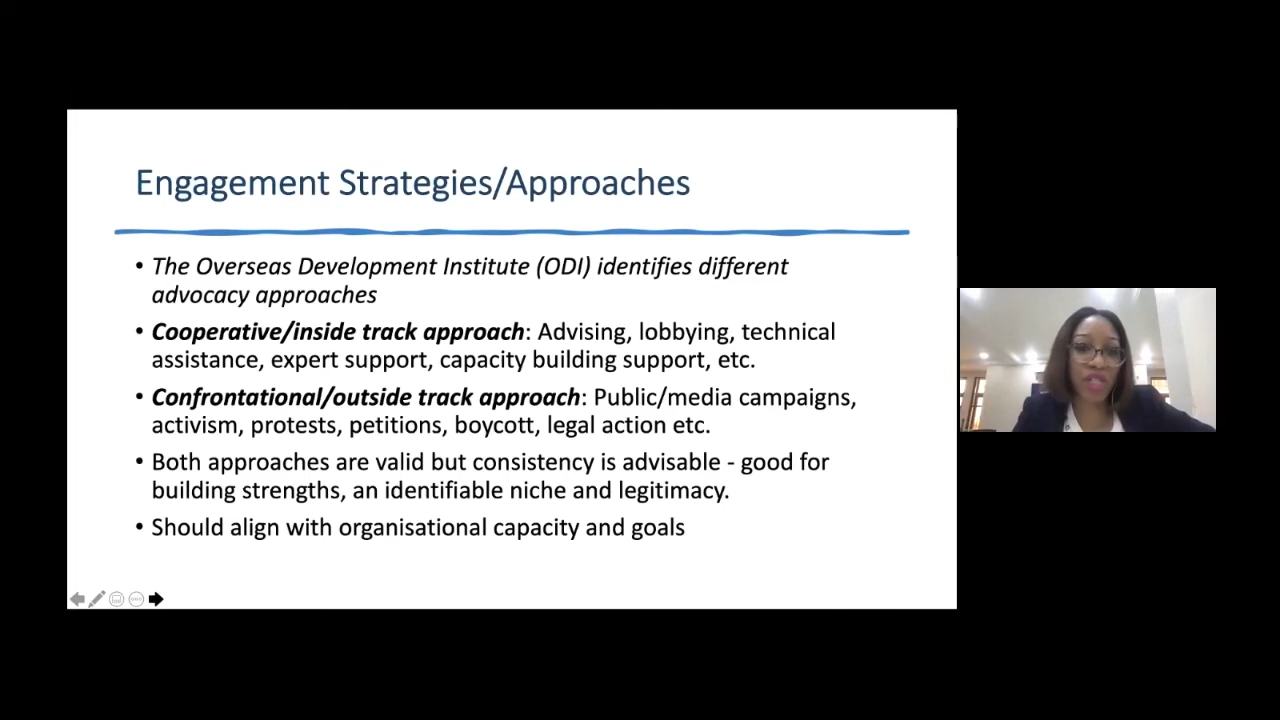 Engagement Strategies/Approaches
• The Overseas Development Institute (ODI) identifies different
advocacy approaches
• Cooperative/inside track approach: Advising, lobbying, technical
assistance, expert support, capacity building support, etc.
• Confrontational/outside track approach: Public/media campaigns,
activism, protests, petitions, boycott, legal action etc.
• Both approaches are valid but consistency is advisable - good for
building strengths, an identifiable niche and legitimacy.
• Should align with organisational capacity and goals